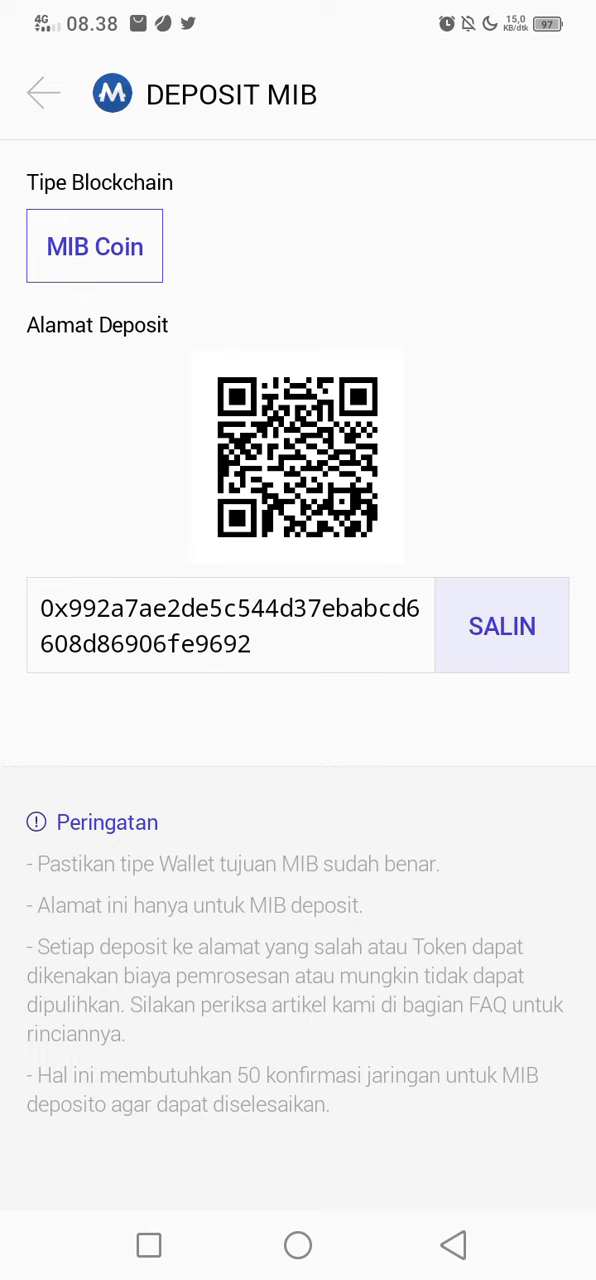 4G 08.38 15,0 KB/dtk 97
DEPOSIT MIB
Tipe Blockchain
MIB Coin
Alamat Deposit
0x992a7ae2de5c544d37ebabcd6
608d86906fe9692
SALIN
Peringatan
- Pastikan tipe Wallet tujuan MIB sudah benar.
- Alamat ini hanya untuk MIB deposit.
- Setiap deposit ke alamat yang salah atau Token dapat
dikenakan biaya pemrosesan atau mungkin tidak dapat
dipulihkan. Silakan periksa artikel kami di bagian FAQ untuk
rinciannya.
- Hal ini membutuhkan 50 konfirmasi jaringan untuk MIB
deposito agar dapat diselesaikan.